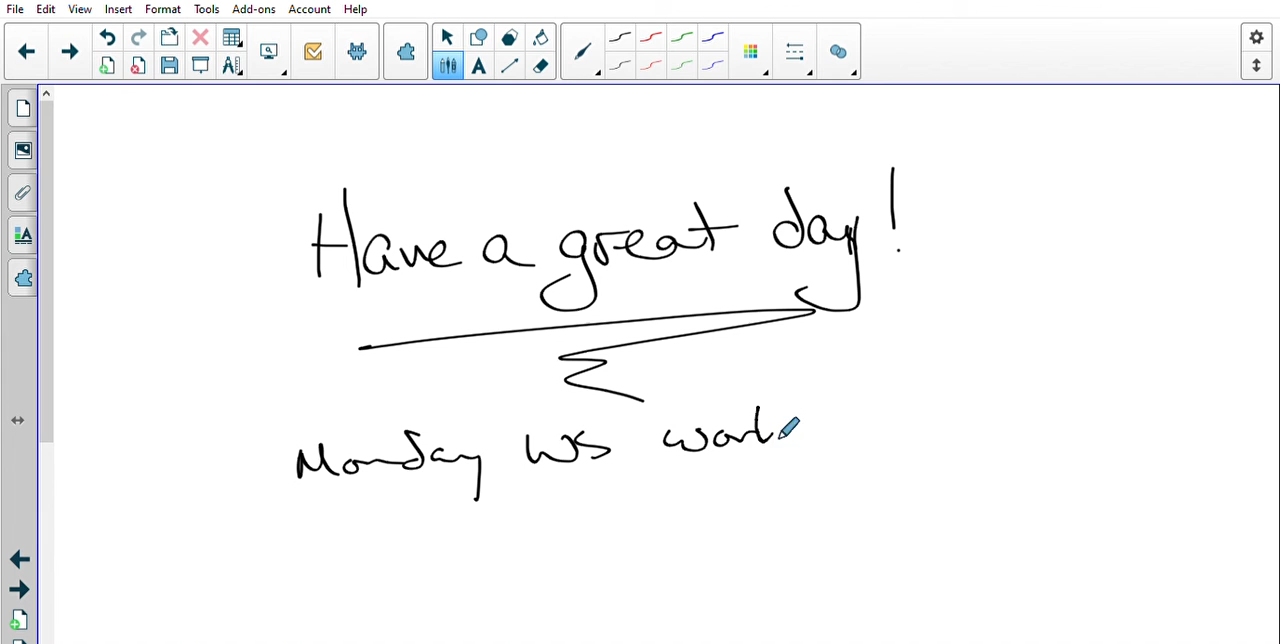 File Edit View Insert Format Tools Add-ons Account Help
Have a great day!
Monday WS